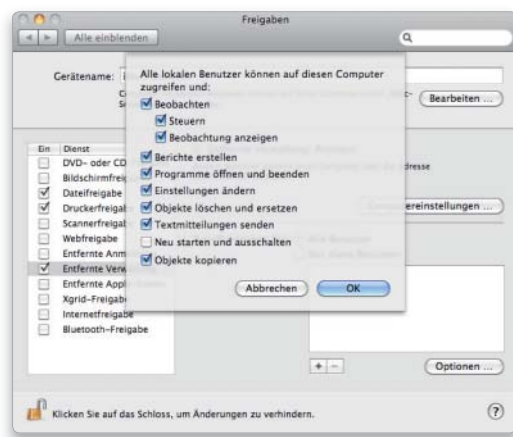 Freigaben
Alle einblenden
Gerätename:
Bearbeiten ...
Alle lokalen Benutzer können auf diesen Computer
zugreifen und:
Beobachten
Steuern
Beobachtung anzeigen
Berichte erstellen
Programme öffnen und beenden
Einstellungen ändern
Objekte löschen und ersetzen
Textmitteilungen senden
Neu starten und ausschalten
Objekte kopieren
Abbrechen
OK
Ein Dienst
DVD- oder CD
Bildschirmfrei
Dateifreigabe
Druckerfreigab
Scannerfreigab
Webfreigabe
Entfernte Anm
Entfernte Verw
Entfernte Apple
Xgrid-Freigabe
Internetfreigabe
Bluetooth-Freigabe
ereinstellungen ...
+ -
Optionen ...
Klicken Sie auf das Schloss, um Änderungen zu verhindern.
?